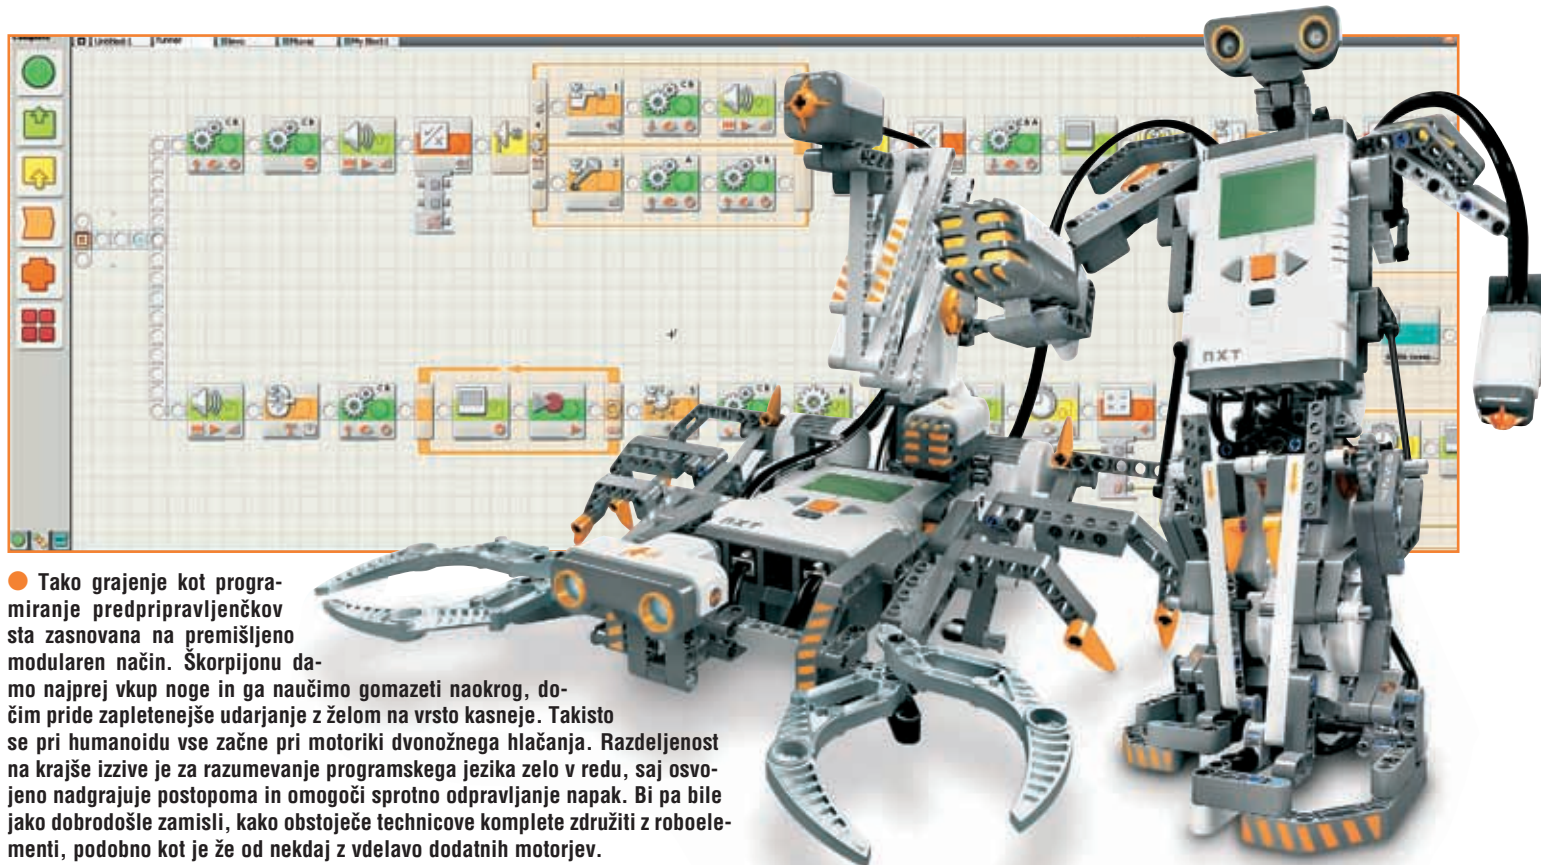 Untitled-1
nxt
nxt
● Tako grajenje kot progra-
miranje predpripravljenčkov
sta zasnovana na premišljeno
modularen način. Škorpijonu da-
mo najprej vkup noge in ga naučimo gomazeti naokrog, do-
čim pride zapletenejše udarjanje z želom na vrsto kasneje. Takisto
se pri humanoidu vse začne pri motoriki dvonožnega hlačanja. Razdeljenost
na krajše izzive je za razumevanje programskega jezika zelo v redu, saj osvo-
jeno nadgrajuje postopoma in omogoči sprotno odpravljanje napak. Bi pa bile
jako dobrodošle zamisli, kako obstoječe technicove komplete združiti z roboele-
menti, podobno kot je že od nekdaj z vdelavo dodatnih motorjev.